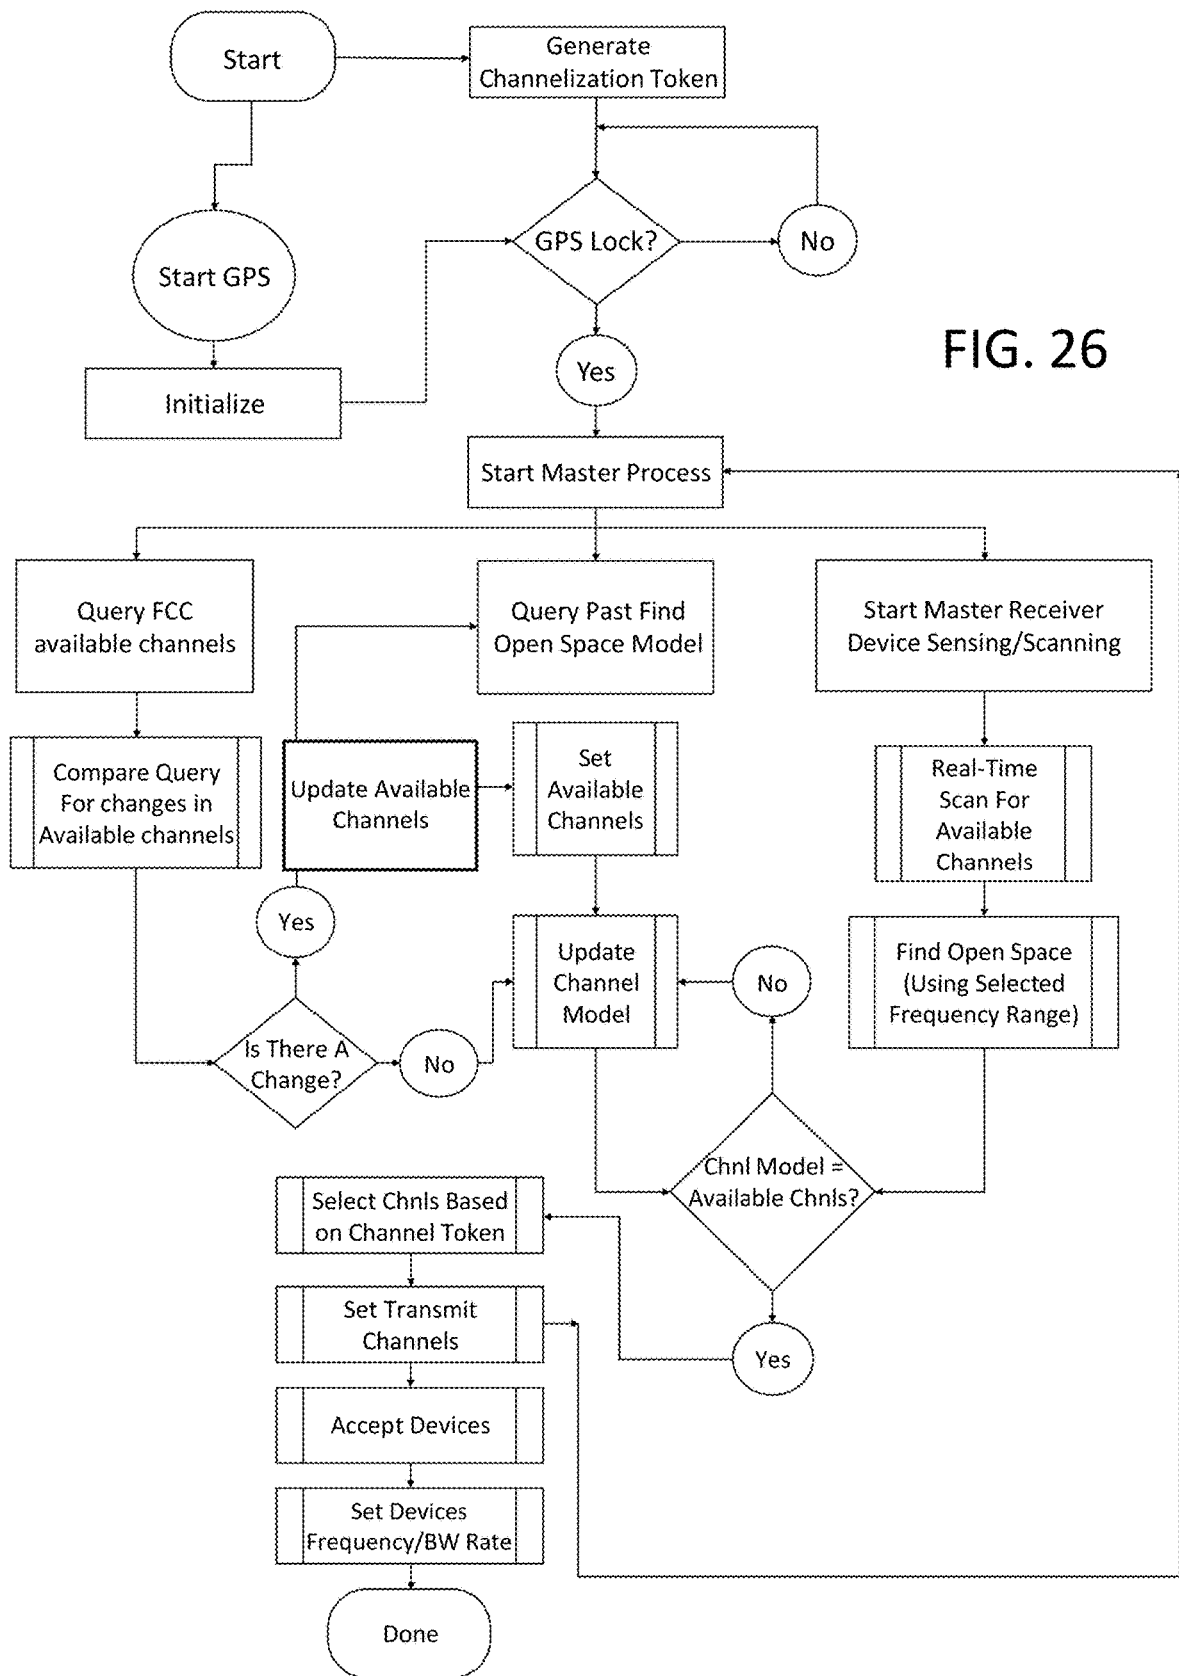 Start
Generate
Channelization Token
GPS Lock?
No
Start GPS
Yes
Initialize
FIG. 26
Start Master Process
Query FCC
available channels
Query Past Find
Open Space Model
Start Master Receiver
Device Sensing/Scanning
Compare Query
For changes in
Available channels
Update Available
Channels
Set
Available
Channels
Real-Time
Scan For
Available
Channels
Yes
Update
Channel
Model
No
Find Open Space
(Using Selected
Frequency Range)
Is There A
Change?
No
Chnl Model =
Available Chnls?
Select Chnls Based
on Channel Token
Set Transmit
Channels
Yes
Accept Devices
Set Devices
Frequency/BW Rate
Done